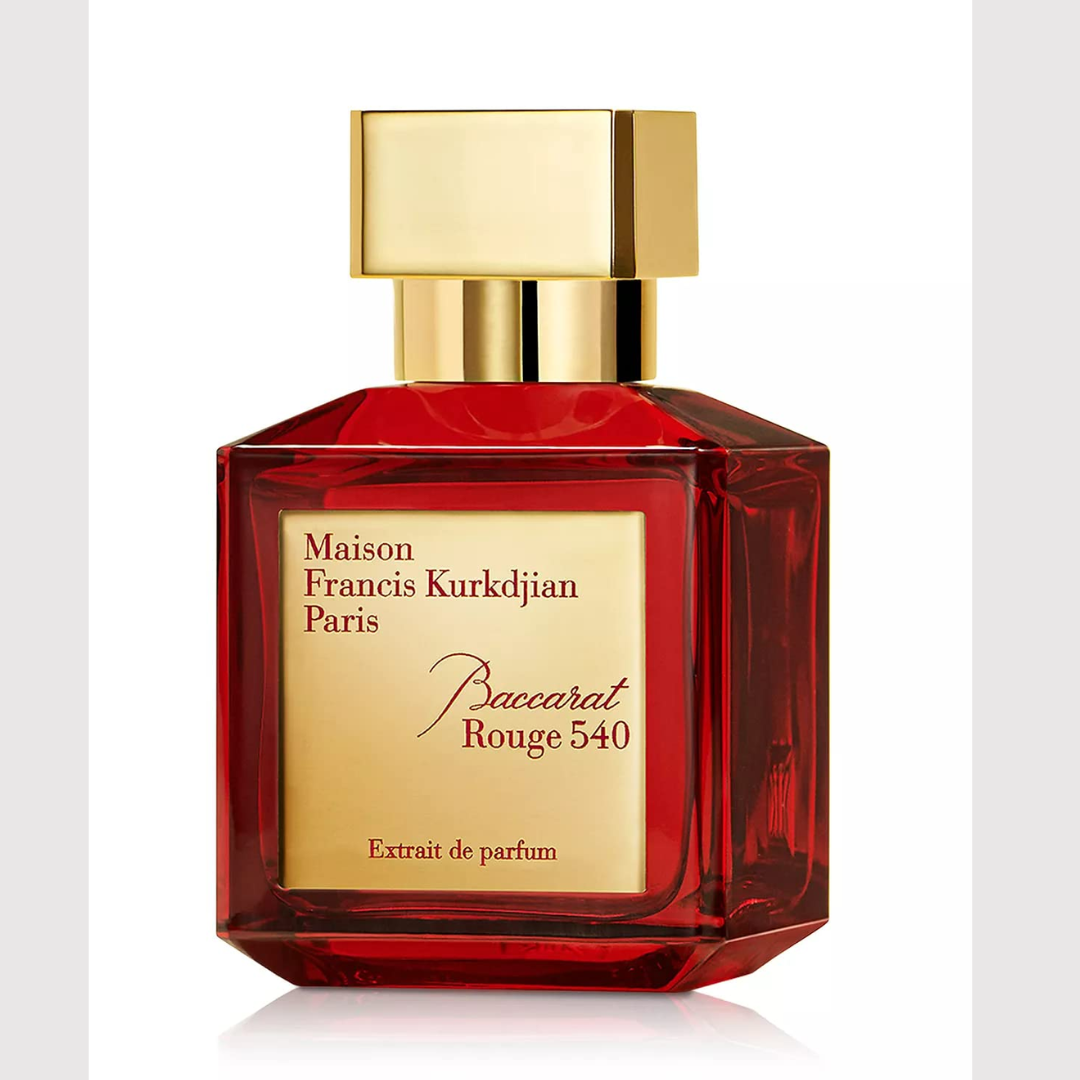 Maison
Francis Kurkdjian
Paris
Baccarat
Rouge 540
Extrait de parfum